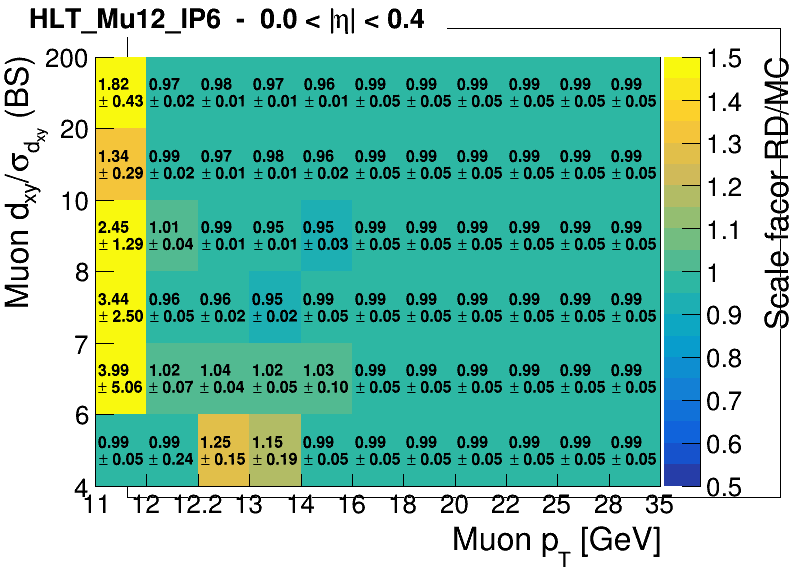 HLT_Mu12_IP6 - 0.0 < |η| < 0.4
Muon d_xy/σ_d_xy (BS)
200
20
10
8
7
6
4
1.82 0.97 0.98 0.97 0.96 0.99 0.99 0.99 0.99 0.99 0.99
± 0.43 ± 0.02 ± 0.01 ± 0.01 ± 0.01 ± 0.05 ± 0.05 ± 0.05 ± 0.05 ± 0.05 ± 0.05
1.34 0.99 0.97 0.98 0.96 0.99 0.99 0.99 0.99 0.99 0.99
± 0.29 ± 0.02 ± 0.01 ± 0.01 ± 0.02 ± 0.05 ± 0.05 ± 0.05 ± 0.05 ± 0.05 ± 0.05
2.45 1.01 0.99 0.95 0.95 0.99 0.99 0.99 0.99 0.99 0.99
± 1.29 ± 0.04 ± 0.01 ± 0.01 ± 0.03 ± 0.05 ± 0.05 ± 0.05 ± 0.05 ± 0.05 ± 0.05
3.44 0.96 0.96 0.95 0.99 0.99 0.99 0.99 0.99 0.99 0.99
± 2.50 ± 0.05 ± 0.02 ± 0.02 ± 0.05 ± 0.05 ± 0.05 ± 0.05 ± 0.05 ± 0.05 ± 0.05
3.99 1.02 1.04 1.02 1.03 0.99 0.99 0.99 0.99 0.99 0.99
± 5.06 ± 0.07 ± 0.04 ± 0.05 ± 0.10 ± 0.05 ± 0.05 ± 0.05 ± 0.05 ± 0.05 ± 0.05
0.99 0.99 1.25 1.15 0.99 0.99 0.99 0.99 0.99 0.99 0.99
± 0.05 ± 0.24 ± 0.15 ± 0.19 ± 0.05 ± 0.05 ± 0.05 ± 0.05 ± 0.05 ± 0.05 ± 0.05
11 12 12.2 13 14 16 18 20 22 25 28 35
Muon p_T [GeV]
1.5
1.4
1.3
1.2
1.1
1
0.9
0.8
0.7
0.6
0.5
Scale facor RD/MC